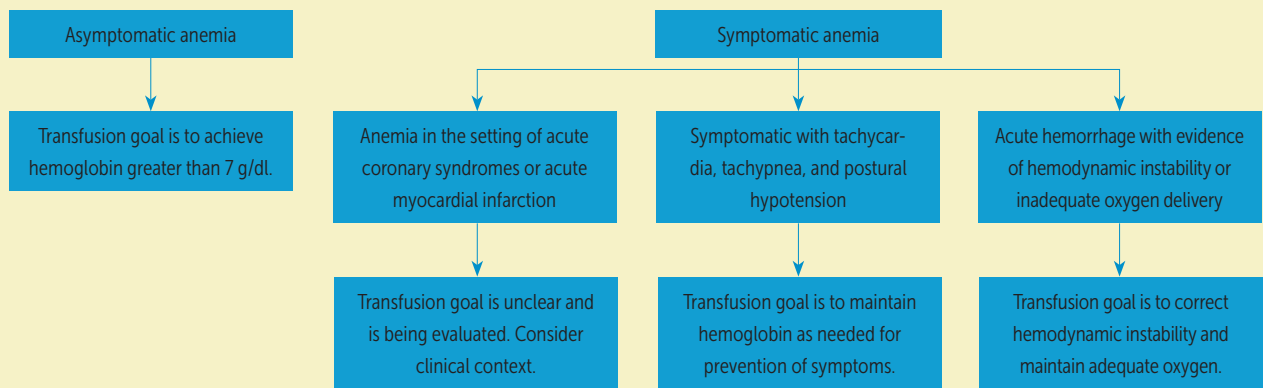 Asymptomatic anemia
Transfusion goal is to achieve
hemoglobin greater than 7 g/dl.
Symptomatic anemia
Anemia in the setting of acute
coronary syndromes or acute
myocardial infarction
Transfusion goal is unclear and
is being evaluated. Consider
clinical context.
Symptomatic with tachycar-
dia, tachypnea, and postural
hypotension
Transfusion goal is to maintain
hemoglobin as needed for
prevention of symptoms.
Acute hemorrhage with evidence
of hemodynamic instability or
inadequate oxygen delivery
Transfusion goal is to correct
hemodynamic instability and
maintain adequate oxygen.